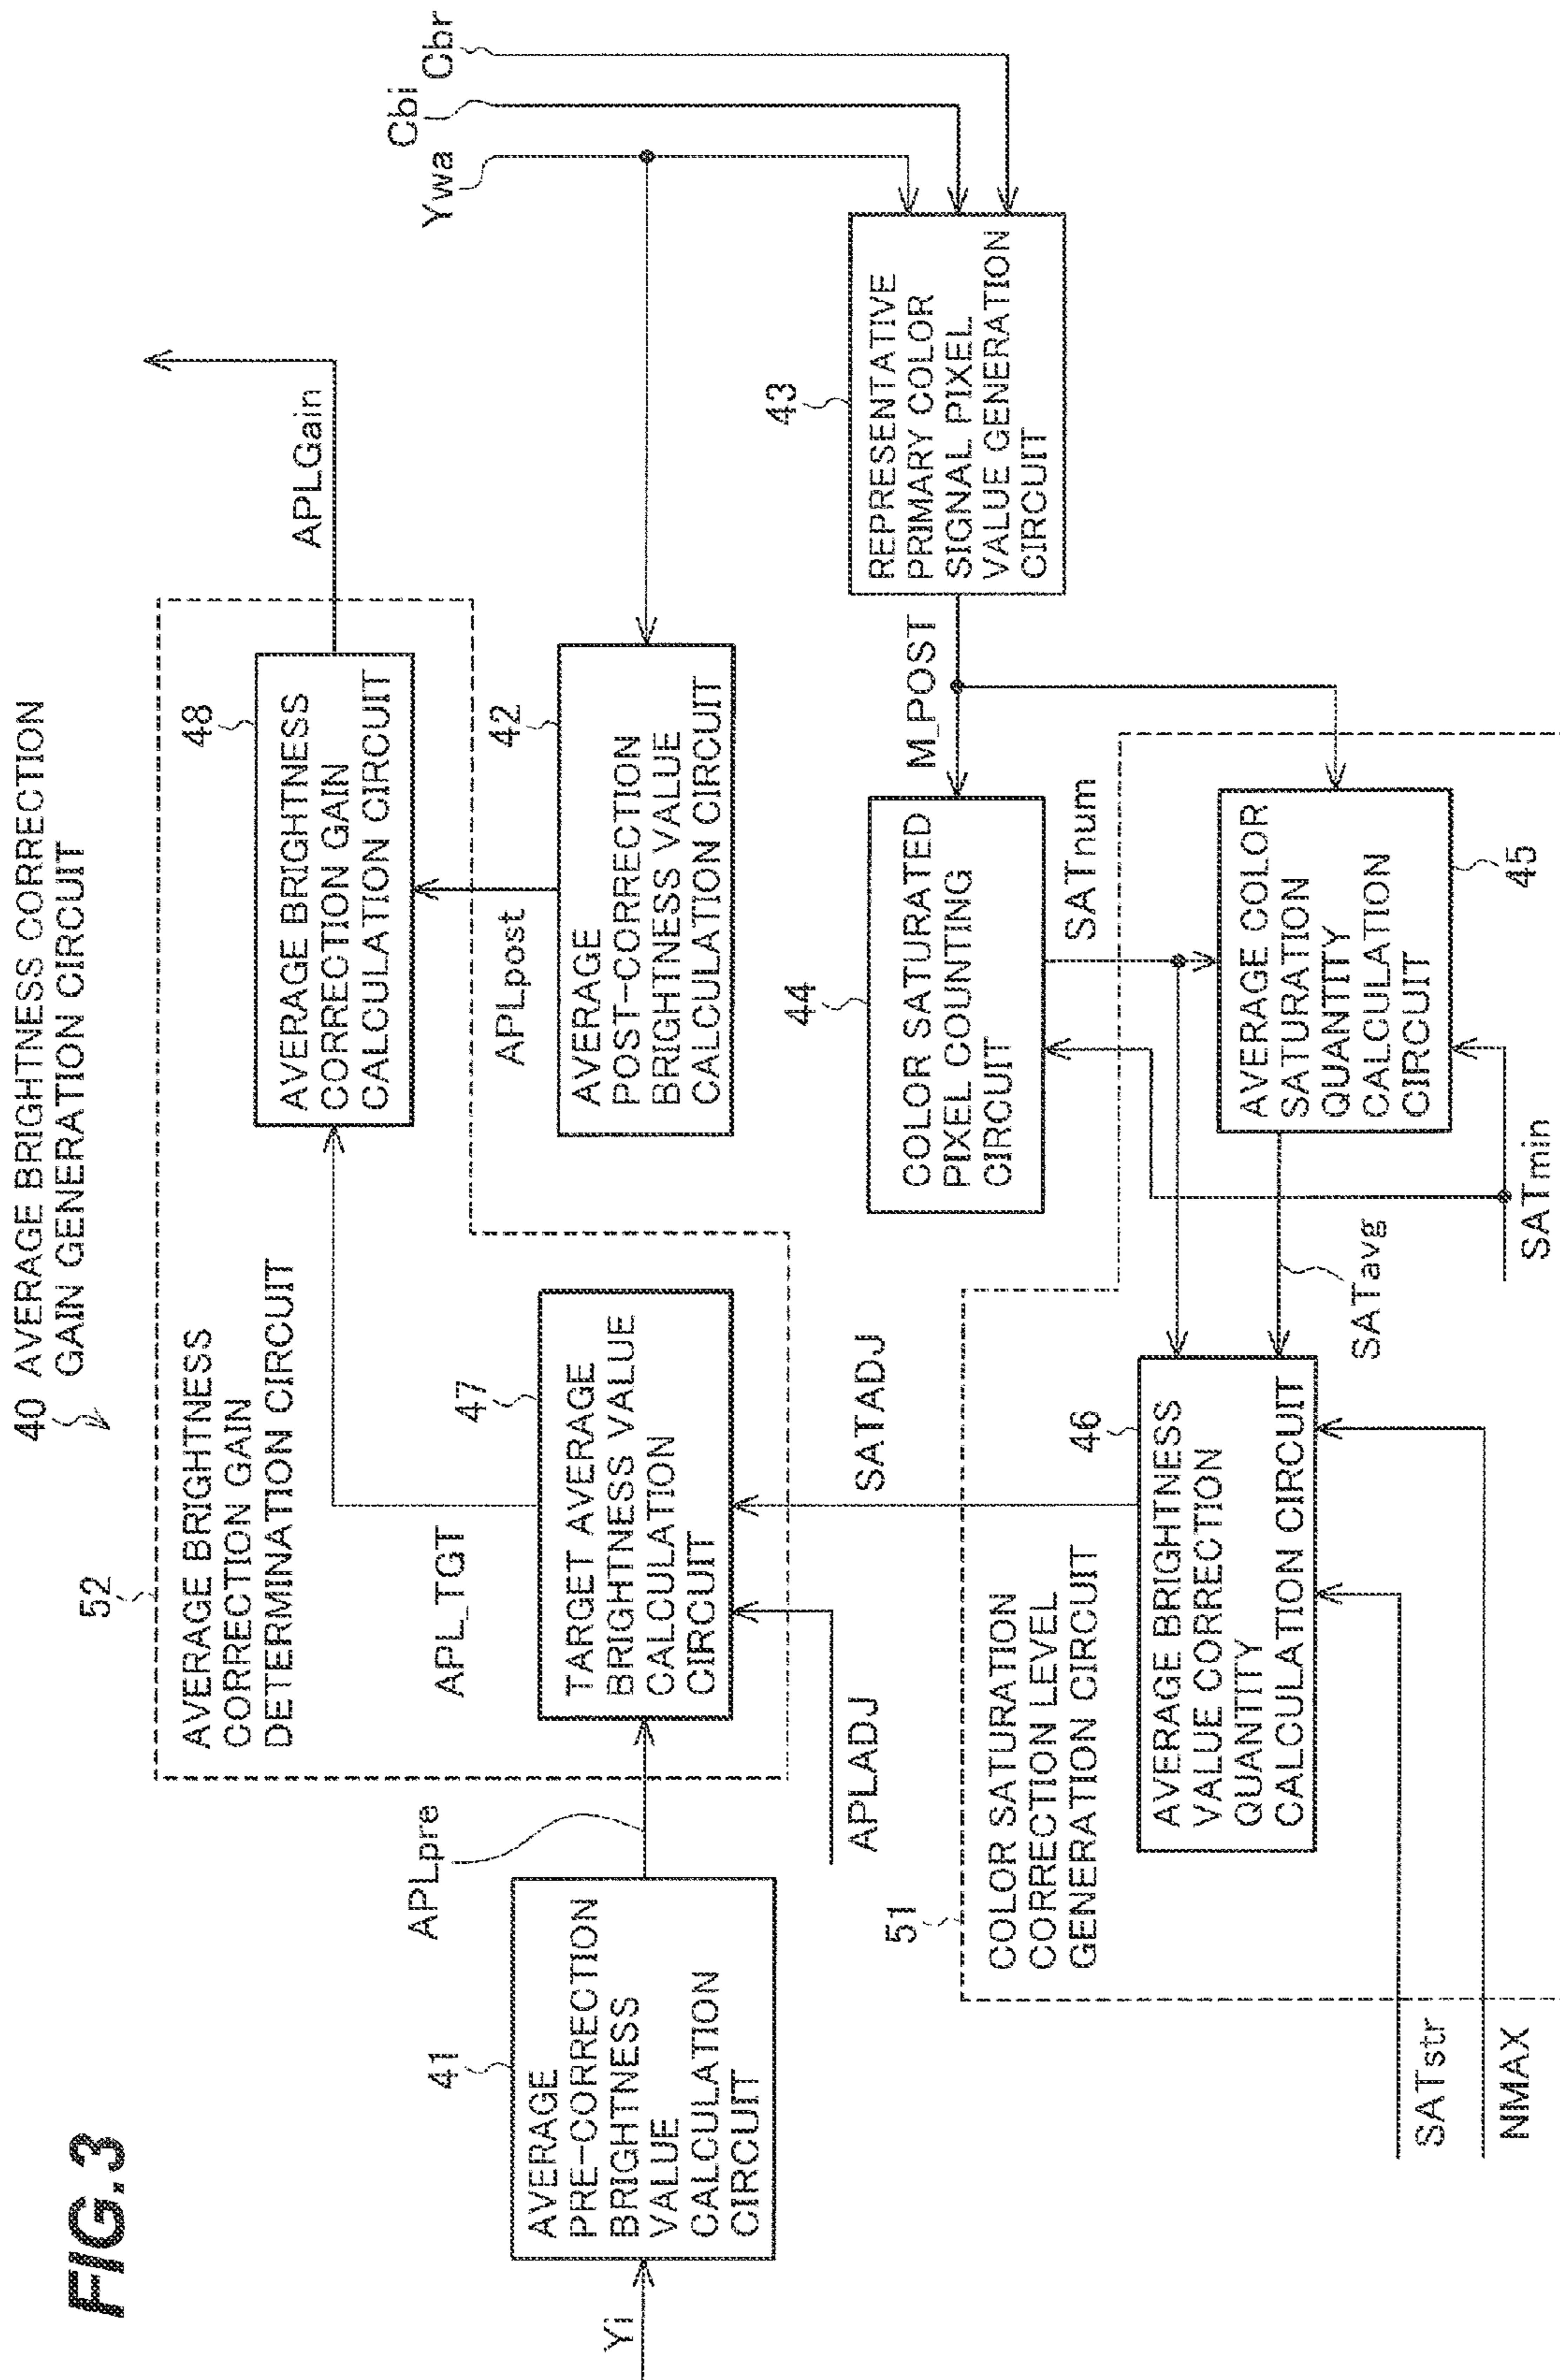 FIG.3
40 AVERAGE BRIGHTNESS CORRECTION
GAIN GENERATION CIRCUIT
52
AVERAGE BRIGHTNESS
CORRECTION GAIN
DETERMINATION CIRCUIT
48
AVERAGE BRIGHTNESS
CORRECTION GAIN
CALCULATION CIRCUIT
APLGain
APL_TGT
APLpost
41
AVERAGE
PRE-CORRECTION
BRIGHTNESS
VALUE
CALCULATION
CIRCUIT
Yi
APLpre
47
TARGET AVERAGE
BRIGHTNESS VALUE
CALCULATION
CIRCUIT
42
AVERAGE
POST-CORRECTION
BRIGHTNESS VALUE
CALCULATION CIRCUIT
Ywa
Cbi
Cbr
APLADJ
SATADJ
43
REPRESENTATIVE
PRIMARY COLOR
SIGNAL PIXEL
VALUE GENERATION
CIRCUIT
M_POST
44
COLOR SATURATED
PIXEL COUNTING
CIRCUIT
SATnum
51
COLOR SATURATION
CORRECTION LEVEL
GENERATION CIRCUIT
46
AVERAGE BRIGHTNESS
VALUE CORRECTION
QUANTITY
CALCULATION CIRCUIT
SATavg
AVERAGE COLOR
SATURATION
QUANTITY
CALCULATION
CIRCUIT
45
SATstr
NMAX
SATmin